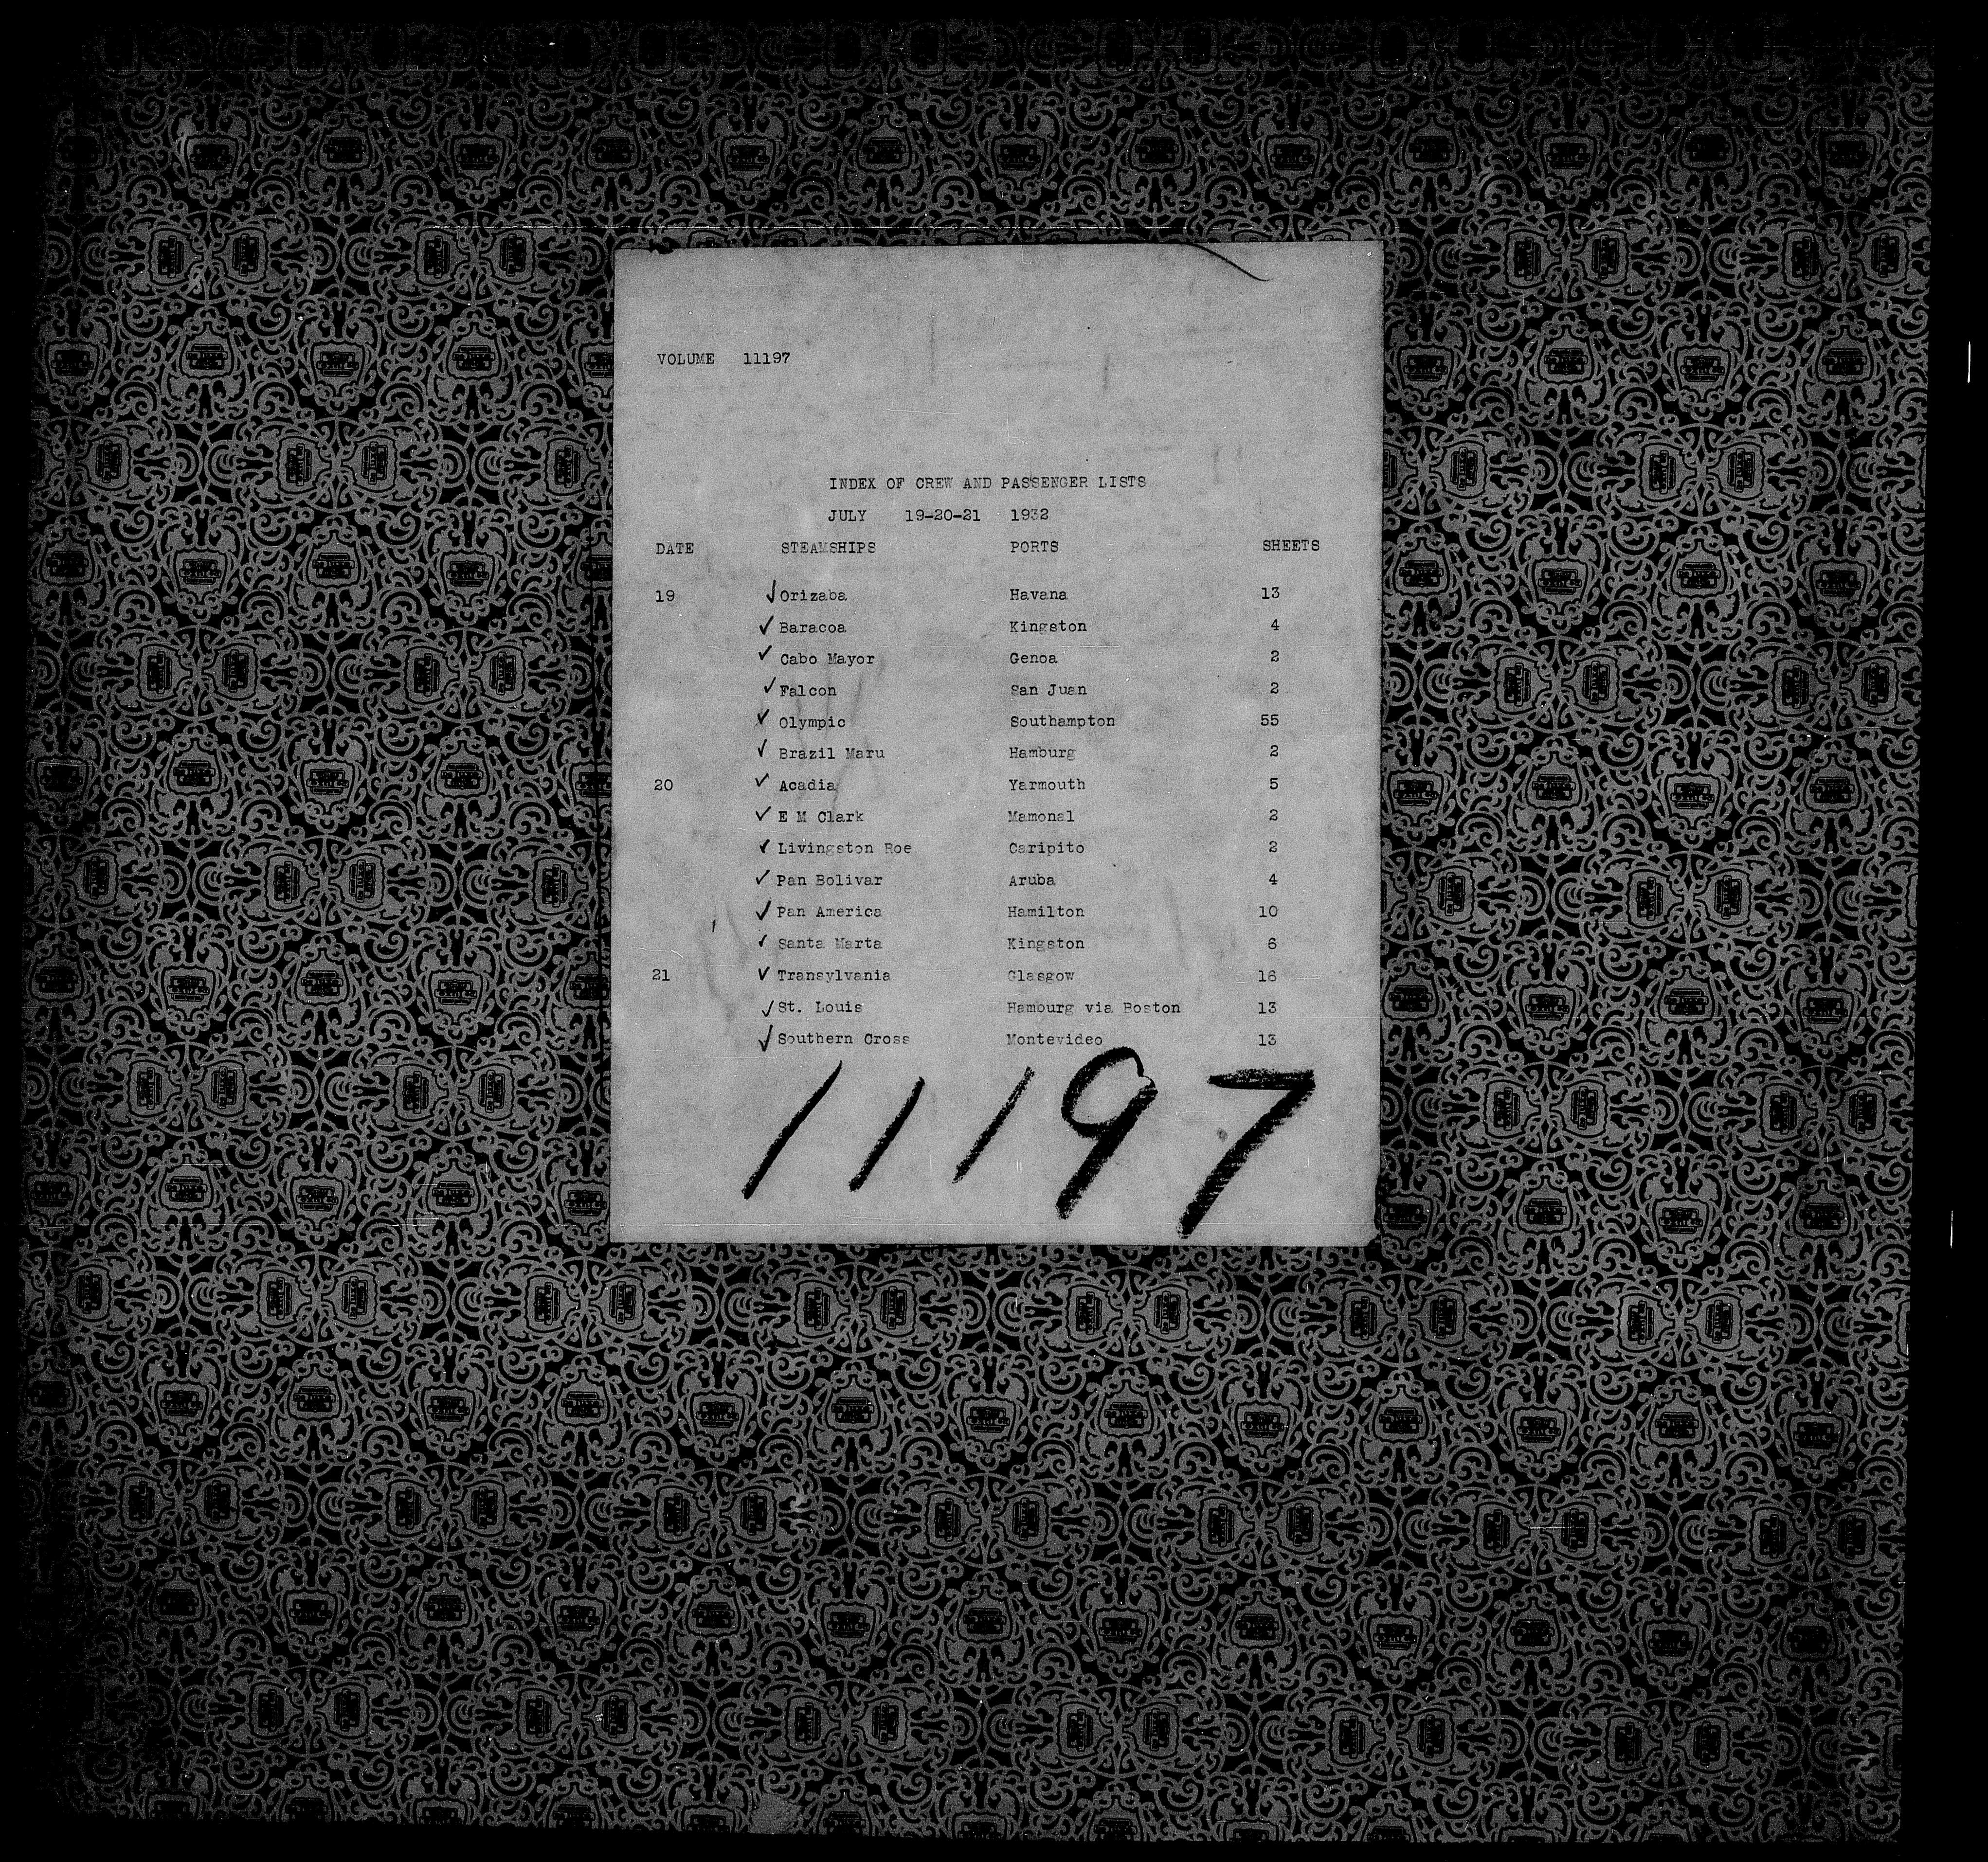 VOLUME 11197
INDEX OF CREW AND PASSENGER LISTS
JULY 19-20-21 1932
DATE STEAMSHIPS PORTS SHEETS
19 ✓ Orizaba Havana 13
✓ Baracoa Kingston 4
✓ Cabo Mayor Genoa 2
✓ Falcon San Juan 2
✓ Olympic Southampton 55
✓ Brazil Maru Hamburg 2
20 ✓ Acadia Yarmouth 5
✓ E M Clark Mamonal 2
✓ Livingston Roe Caripito 2
✓ Pan Bolivar Aruba 4
✓ Pan America Hamilton 10
✓ Santa Marta Kingston 6
21 ✓ Transylvania Glasgow 16
✓ St. Louis Hamburg via Boston 13
✓ Southern Cross Montevideo 13
11197